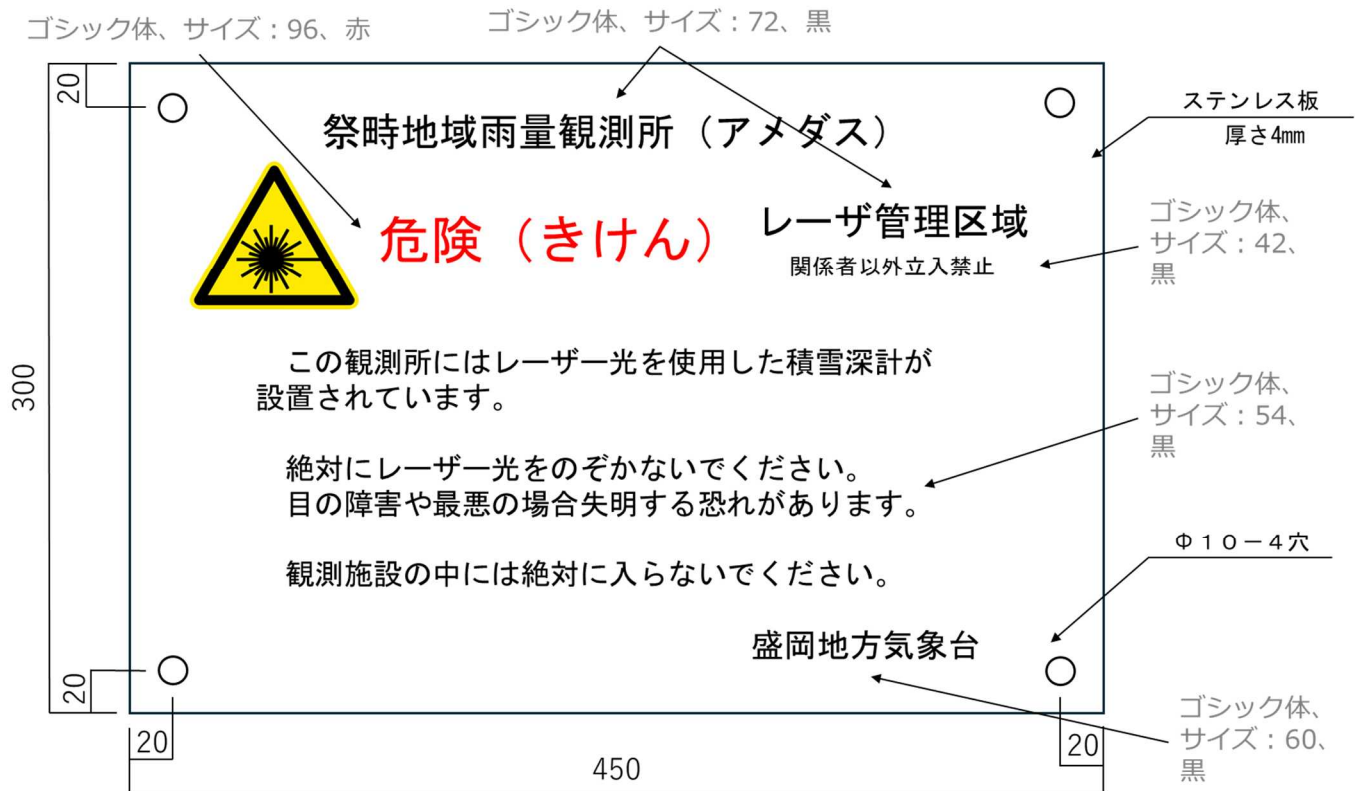 ゴシック体、サイズ：96、赤
ゴシック体、サイズ：72、黒
20
祭畤地域雨量観測所（アメダス）
ステンレス板
厚さ4㎜
危険（きけん）
レーザ管理区域
関係者以外立入禁止
ゴシック体、
サイズ：42、
黒
300
この観測所にはレーザー光を使用した積雪深計が
設置されています。
ゴシック体、
サイズ：54、
黒
絶対にレーザー光をのぞかないでください。
目の障害や最悪の場合失明する恐れがあります。
Φ１０－４穴
観測施設の中には絶対に入らないでください。
盛岡地方気象台
20
ゴシック体、
サイズ：60、
黒
20
20
450